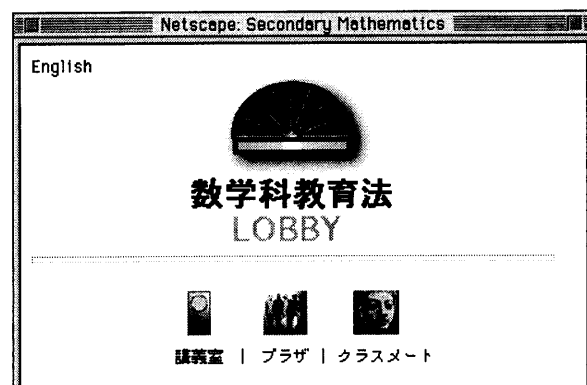 Netscape: Secondary Mathematics
English
数学科教育法
LOBBY
講義室 | プラザ | クラスメート